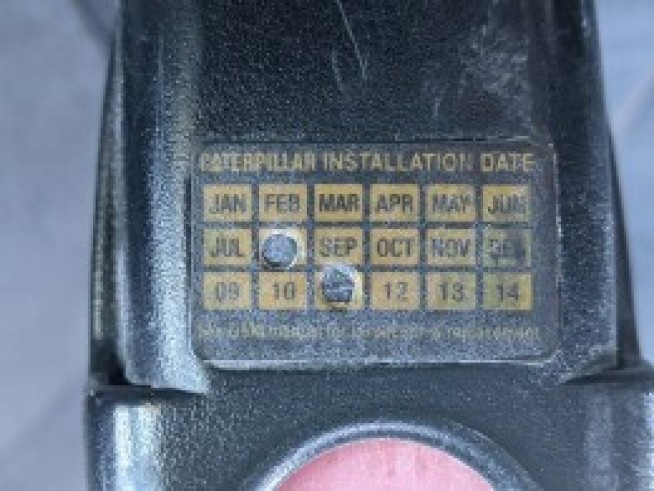 CATERPILLAR INSTALLATION DATE
JAN FEB MAR APR MAY JUN
JUL SEP OCT NOV DEC
09 10 12 13 14